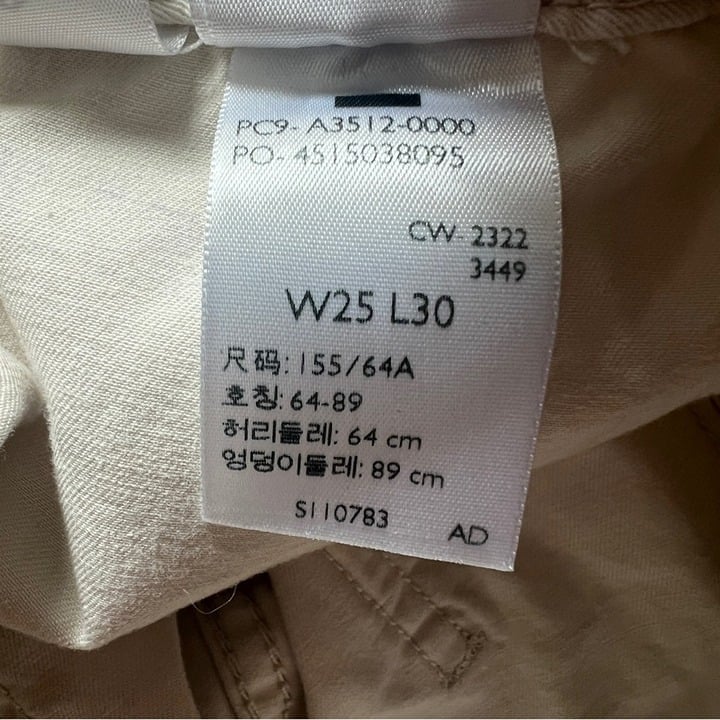 PC9- A3512-0000
PO- 4515038095
CW- 2322
3449
W25 L30
尺码: 155/64A
호칭: 64-89
허리둘레: 64 cm
엉덩이둘레: 89 cm
S110783 AD